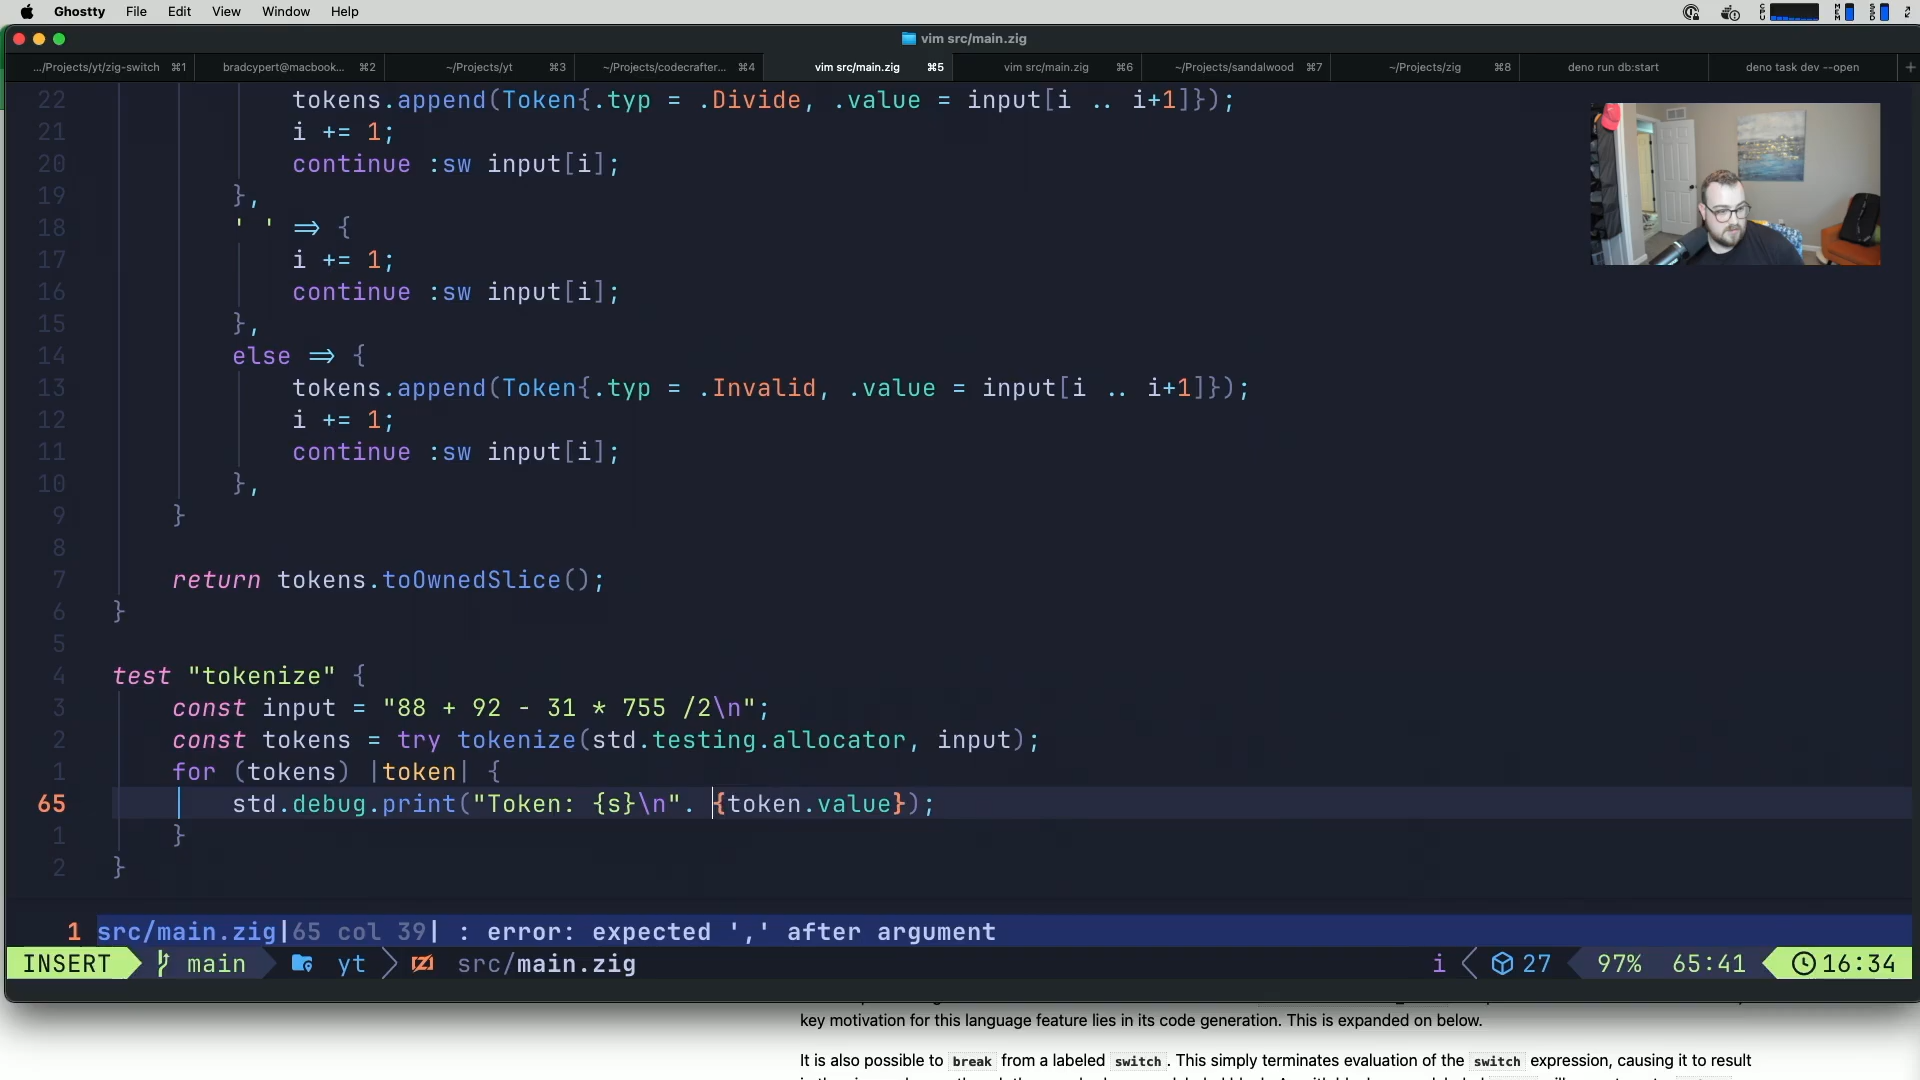 Ghostty File Edit View Window Help
vim src/main.zig
.../Projects/yt/zig-switch ⌘1 bradcypert@macbook... ⌘2 ~/Projects/yt ⌘3 ~/Projects/codecrafter... ⌘4 vim src/main.zig ⌘5 vim src/main.zig ⌘6 ~/Projects/sandalwood ⌘7 ~/Projects/zig ⌘8 deno run db:start deno task dev --open
22 tokens.append(Token{.typ = .Divide, .value = input[i .. i+1]});
21 i += 1;
20 continue :sw input[i];
19 },
18 ' ' => {
17 i += 1;
16 continue :sw input[i];
15 },
14 else => {
13 tokens.append(Token{.typ = .Invalid, .value = input[i .. i+1]});
12 i += 1;
11 continue :sw input[i];
10 },
9 }
8
7 return tokens.toOwnedSlice();
6 }
5
4 test "tokenize" {
3 const input = "88 + 92 - 31 * 755 /2\n";
2 const tokens = try tokenize(std.testing.allocator, input);
1 for (tokens) |token| {
65 std.debug.print("Token: {s}\n". {token.value});
1 }
2 }
1 src/main.zig|65 col 39| : error: expected ',' after argument
INSERT main yt src/main.zig i 27 97% 65:41 16:34
key motivation for this language feature lies in its code generation. This is expanded on below.
It is also possible to break from a labeled switch. This simply terminates evaluation of the switch expression, causing it to result